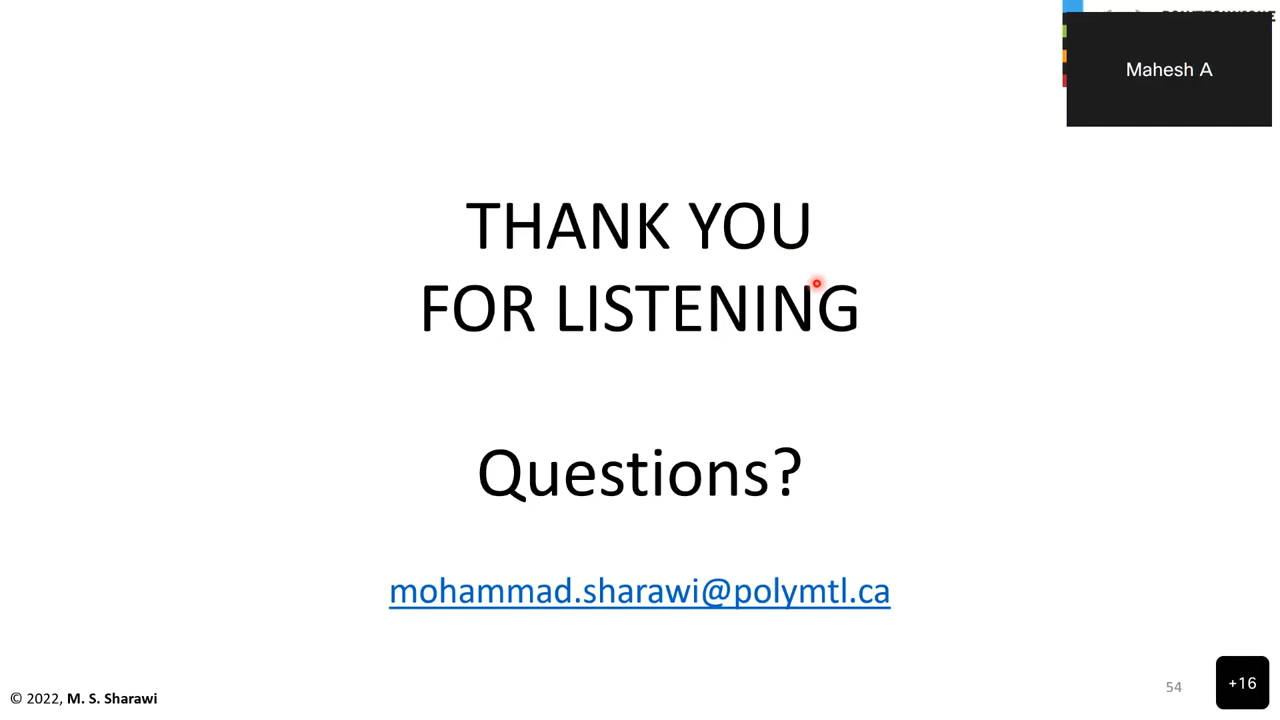 Mahesh A
THANK YOU
FOR LISTENING
Questions?
mohammad.sharawi@polymtl.ca
© 2022, M. S. Sharawi
54
+16